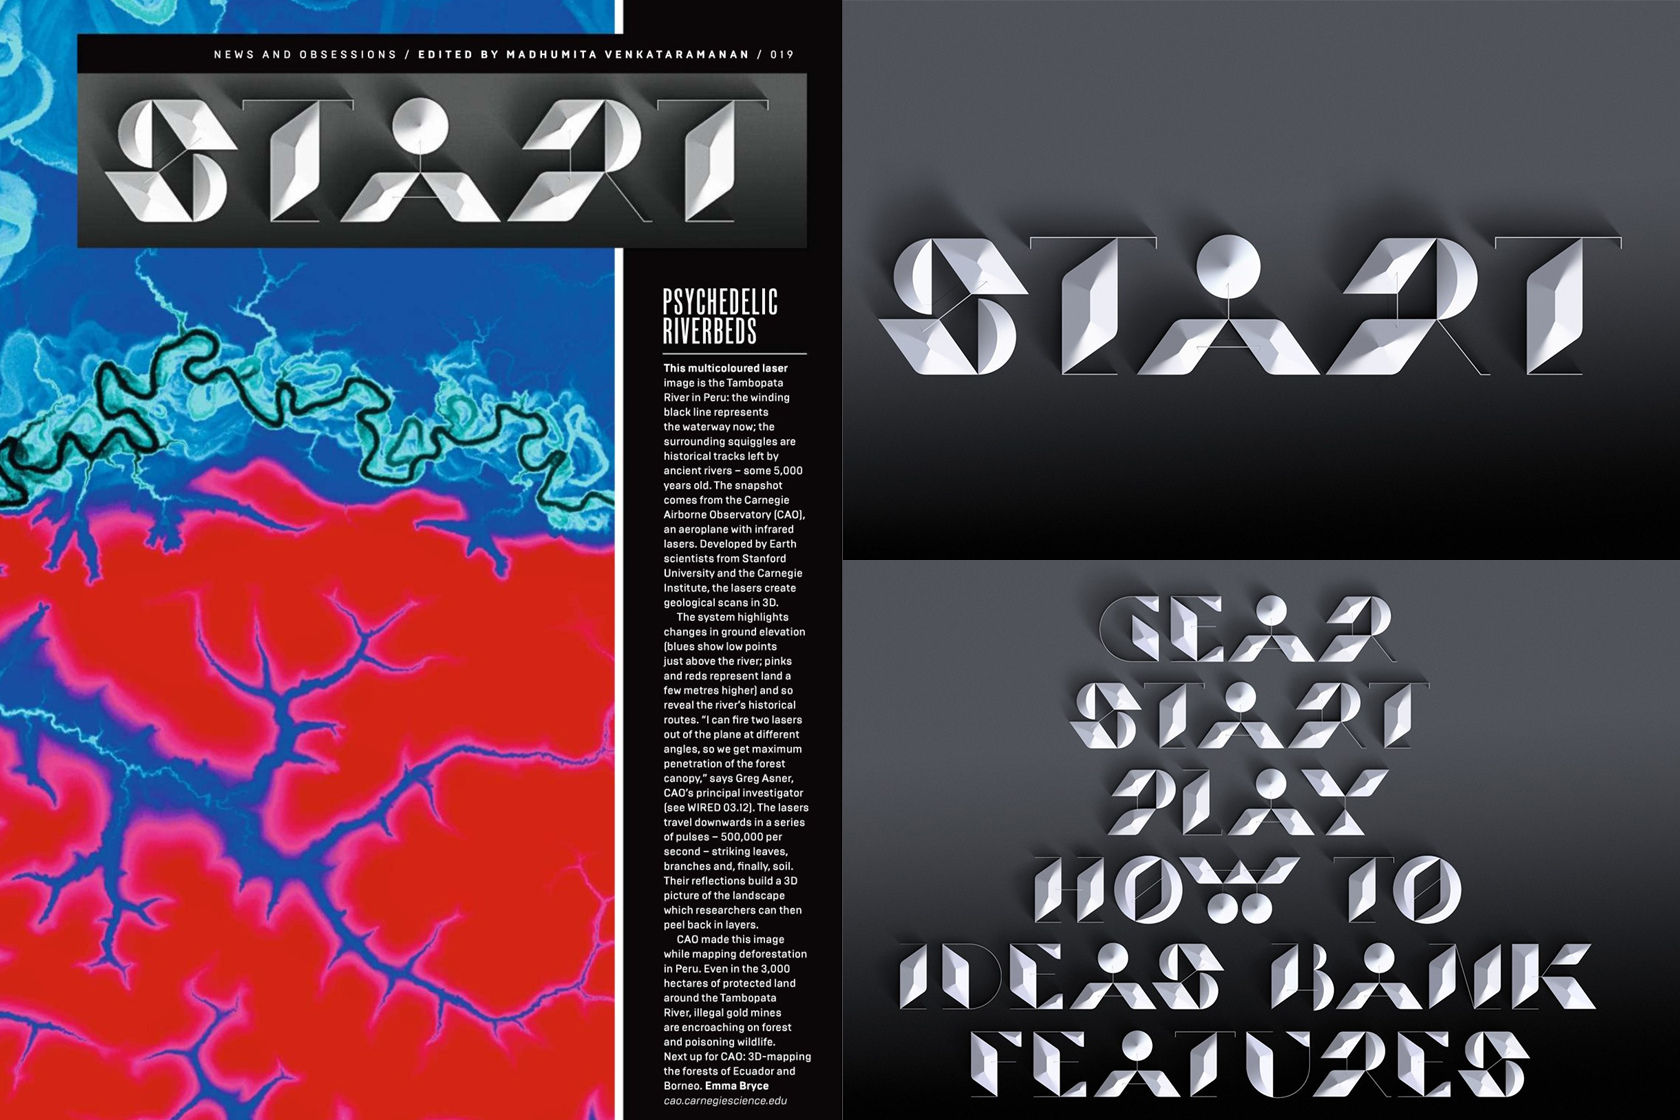 NEWS AND OBSESSIONS / EDITED BY MADHUMITA VENKATARAMANAN / 019
START
PSYCHEDELIC
RIVERBEDS
This multicoloured laser
image is the Tambopata
River in Peru: the winding
black line represents
the waterway now; the
surrounding squiggles are
historical tracks left by
ancient rivers – some 5,000
years old. The snapshot
comes from the Carnegie
Airborne Observatory (CAO),
an aeroplane with infrared
lasers. Developed by Earth
scientists from Stanford
University and the Carnegie
Institute, the lasers create
geological scans in 3D.
The system highlights
changes in ground elevation
(blues show low points
just above the river; pinks
and reds represent land a
few metres higher) and so
reveal the river's historical
routes. "I can fire two lasers
out of the plane at different
angles, so we get maximum
penetration of the forest
canopy," says Greg Asner,
CAO's principal investigator
(see WIRED 03.12). The lasers
travel downwards in a series
of pulses – 500,000 per
second – striking leaves,
branches and, finally, soil.
Their reflections build a 3D
picture of the landscape
which researchers can then
peel back in layers.
CAO made this image
while mapping deforestation
in Peru. Even in the 3,000
hectares of protected land
around the Tambopata
River, illegal gold mines
are encroaching on forest
and poisoning wildlife.
Next up for CAO: 3D-mapping
the forests of Ecuador and
Borneo. Emma Bryce
cao.carnegiescience.edu
START
GEAR
START
PLAY
HOW TO
IDEAS BANK
FEATURES